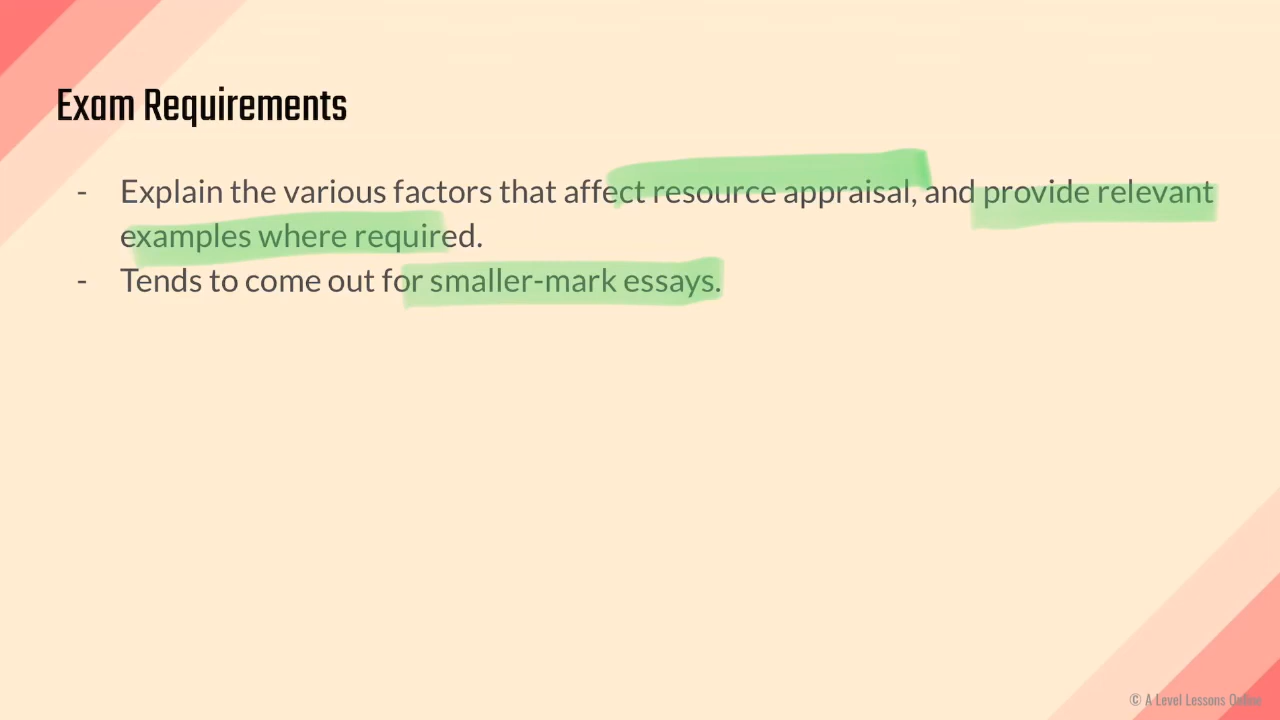 Exam Requirements
- Explain the various factors that affect resource appraisal, and provide relevant
examples where required.
- Tends to come out for smaller-mark essays.
© A Level Lessons Online